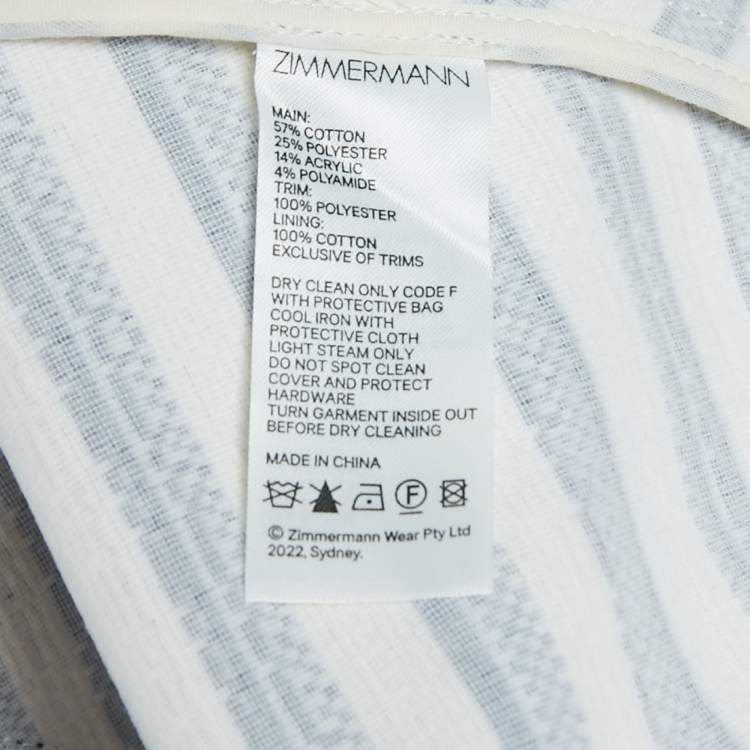 ZIMMERMANN
MAIN:
57% COTTON
25% POLYESTER
14% ACRYLIC
4% POLYAMIDE
TRIM:
100% POLYESTER
LINING:
100% COTTON
EXCLUSIVE OF TRIMS
DRY CLEAN ONLY CODE F
WITH PROTECTIVE BAG
COOL IRON WITH
PROTECTIVE CLOTH
LIGHT STEAM ONLY
DO NOT SPOT CLEAN
COVER AND PROTECT
HARDWARE
TURN GARMENT INSIDE OUT
BEFORE DRY CLEANING
MADE IN CHINA
F
© Zimmermann Wear Pty Ltd
2022, Sydney.